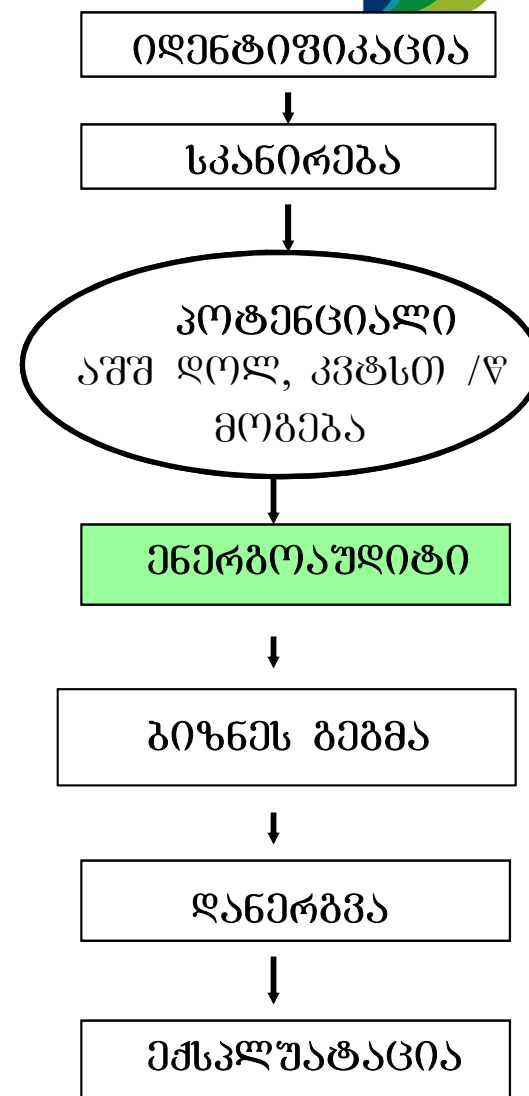 იდენტიფიკაცია
სკანირება
პოტენციალი
აშშ დოლ, კვტსთ /წ
მოგება
ენერგოაუდიტი
ბიზნეს გეგმა
დანერგვა
ექსპლუატაცია